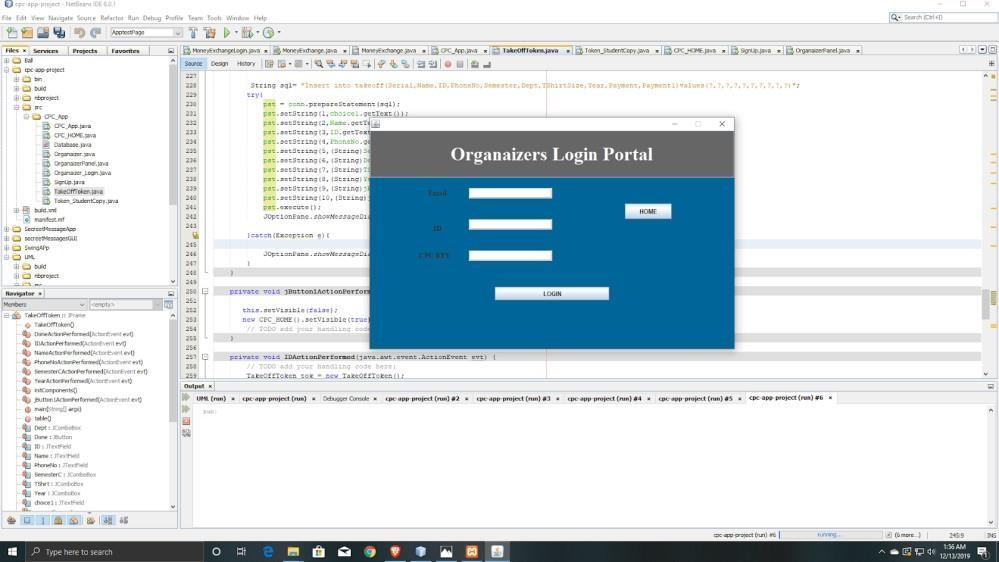 cpc-app-project - NetBeans IDE 8.0.1
File Edit View Navigate Source Refactor Run Debug Profile Team Tools Window Help
Search (Ctrl+I)
ApptestPage
Files Services Projects Favorites
MoneyExchangeLogin.java MoneyExchange.java MoneyExchange.java CPC_App.java TakeOffToken.java Token_StudentCopy.java CPC_HOME.java SignUp.java OrganaizerPanel.java
Source Design History
Ball
cpc-app-project
bin
build
nbproject
src
CPC_App
CPC_App.java
CPC_HOME.java
Database.java
Organaizer.java
OrganaizerPanel.java
Organaizer_Login.java
SignUp.java
TakeOffToken.java
Token_StudentCopy.java
build.xml
manifest.mf
SecreetMessageApp
secreetMessagesGUI
SwingAPp
UML
build
nbproject
227
228 String sql= "Insert into takeoff(Serial,Name,ID,PhoneNo,Semester,Dept,TShirtSize,Year,Payment,Payment1)values(?,?,?,?,?,?,?,?,?,?)";
229 try{
230 pst = conn.prepareStatement(sql);
231 pst.setString(1,choice1.getText());
232 pst.setString(2,Name.getT
233 pst.setString(3,ID.getTex
234 pst.setString(4,PhoneNo.ge
235 pst.setString(5,(String)Se
236 pst.setString(6,(String)De
237 pst.setString(7,(String)TS
238 pst.setString(8,(String)Ye
239 pst.setString(9,(String)j
240 pst.setString(10,(String)j
241 pst.execute();
242 JOptionPane.showMessageDia
243
}catch(Exception e){
245
246 JOptionPane.showMessageDia
247 }
248 }
249
250 private void jButton1ActionPerform
251
252 this.setVisible(false);
253 new CPC_HOME().setVisible(true)
254 // TODO add your handling code
255 }
256
257 private void IDActionPerformed(java.awt.event.ActionEvent evt) {
258 // TODO add your handling code here:
259 TakeOffToken tok = new TakeOffToken();
Organaizers Login Portal
Email
ID
CPC KEY
HOME
LOGIN
Navigator
Members <empty>
TakeOffToken :: JFrame
TakeOffToken()
DoneActionPerformed(ActionEvent evt)
IDActionPerformed(ActionEvent evt)
NameActionPerformed(ActionEvent evt)
PhoneNoActionPerformed(ActionEvent evt)
SemesterCActionPerformed(ActionEvent evt)
YearActionPerformed(ActionEvent evt)
initComponents()
jButton1ActionPerformed(ActionEvent evt)
main(String[] args)
table()
Dept : JComboBox
Done : JButton
ID : JTextField
Name : JTextField
PhoneNo : JTextField
SemesterC : JComboBox
TShirt : JComboBox
Year : JComboBox
choice1 : JTextField
Output
UML (run) cpc-app-project (run) Debugger Console cpc-app-project (run) #2 cpc-app-project (run) #3 cpc-app-project (run) #4 cpc-app-project (run) #5 cpc-app-project (run) #6
run:
cpc-app-project (run) #6 running... (6 more...) 245:9 INS
Type here to search
1:36 AM
12/13/2019